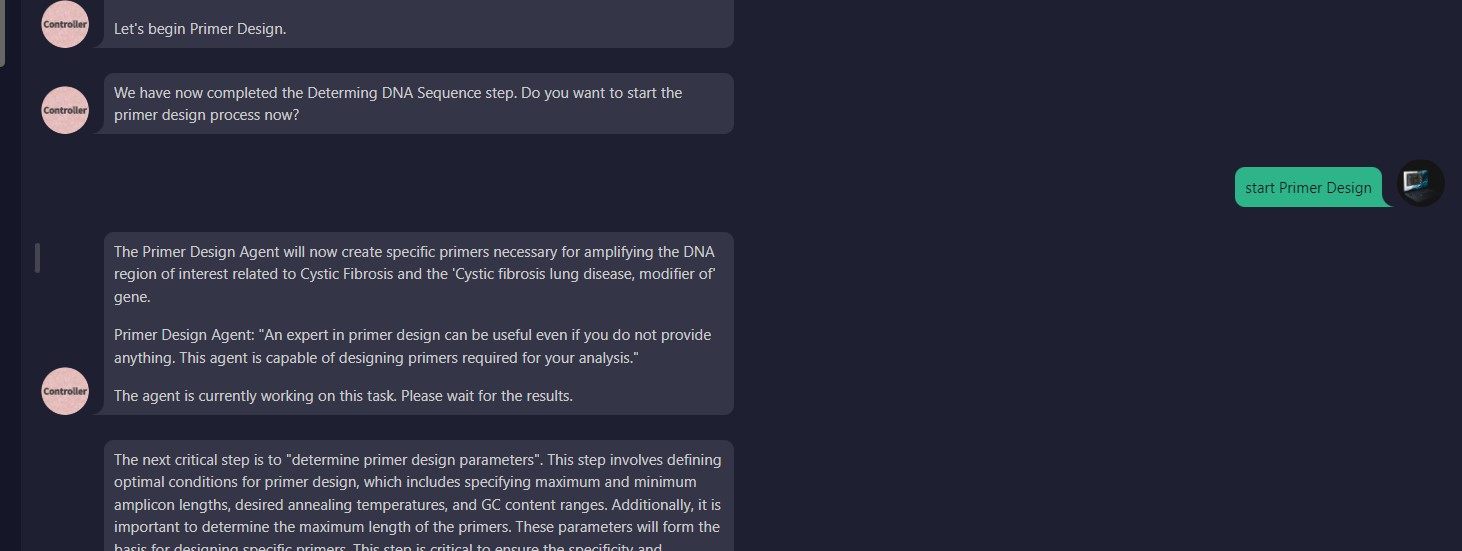 Controller
Let's begin Primer Design.
Controller
We have now completed the Determing DNA Sequence step. Do you want to start the
primer design process now?
start Primer Design
The Primer Design Agent will now create specific primers necessary for amplifying the DNA
region of interest related to Cystic Fibrosis and the 'Cystic fibrosis lung disease, modifier of'
gene.
Primer Design Agent: "An expert in primer design can be useful even if you do not provide
anything. This agent is capable of designing primers required for your analysis."
Controller
The agent is currently working on this task. Please wait for the results.
The next critical step is to "determine primer design parameters". This step involves defining
optimal conditions for primer design, which includes specifying maximum and minimum
amplicon lengths, desired annealing temperatures, and GC content ranges. Additionally, it is
important to determine the maximum length of the primers. These parameters will form the
basis for designing specific primers. This step is critical to ensure the specificity and